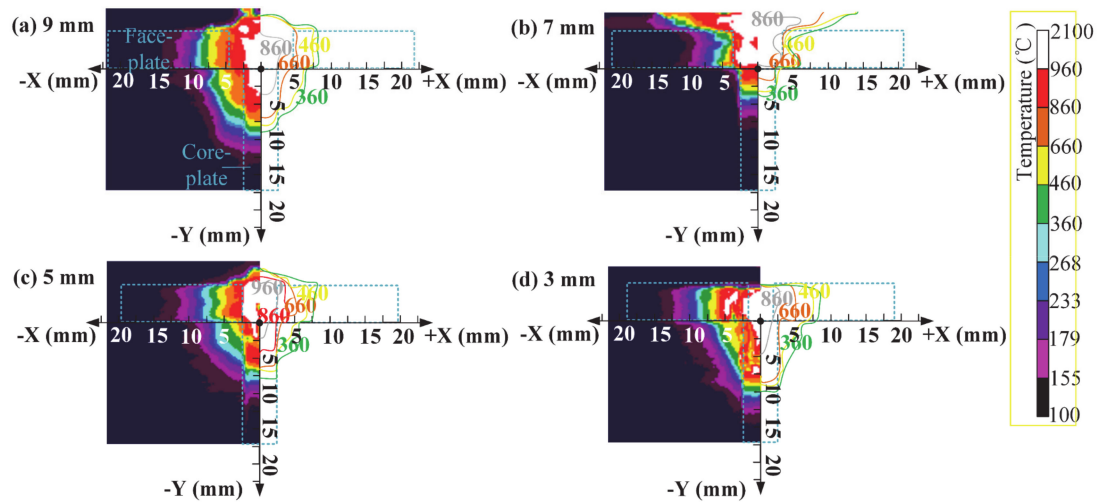 (a) 9 mm
Face-
plate
860
460
660
360
-X (mm)
+X (mm)
20 15 10 5
5 10 15 20
5 10 15 20
Core-
plate
-Y (mm)
(b) 7 mm
860
460
660
360
-X (mm)
+X (mm)
20 15 10 5
5 10 15 20
5 10 15 20
-Y (mm)
(c) 5 mm
960
460
660
860
360
-X (mm)
+X (mm)
20 15 10 5
5 10 15 20
5 10 15 20
-Y (mm)
(d) 3 mm
860
460
660
360
-X (mm)
+X (mm)
20 15 10 5
5 10 15 20
5 10 15 20
-Y (mm)
Temperature (℃)
2100
960
860
660
460
360
268
233
179
155
100